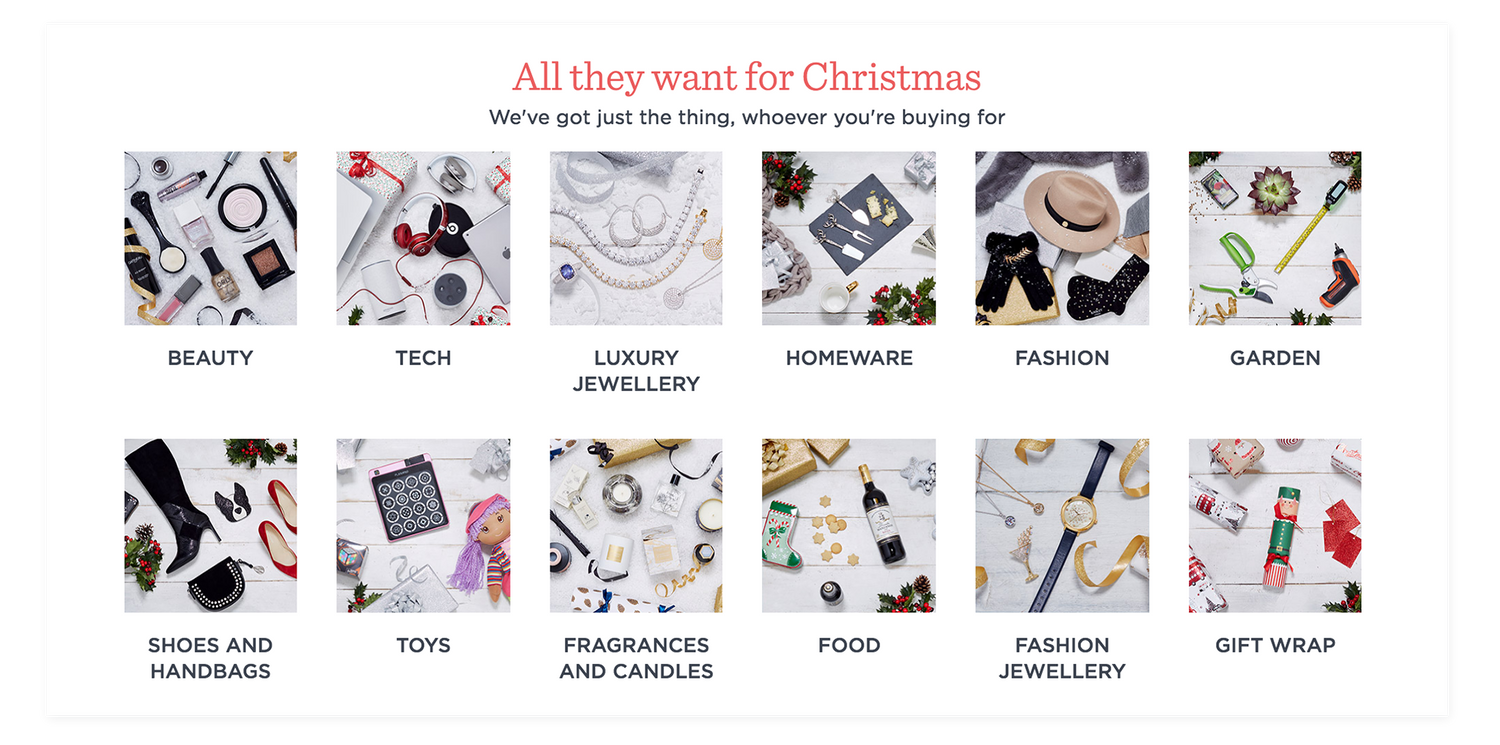 All they want for Christmas
We've got just the thing, whoever you're buying for
BEAUTY
TECH
LUXURY
JEWELLERY
HOMEWARE
FASHION
GARDEN
SHOES AND
HANDBAGS
TOYS
FRAGRANCES
AND CANDLES
FOOD
FASHION
JEWELLERY
GIFT WRAP